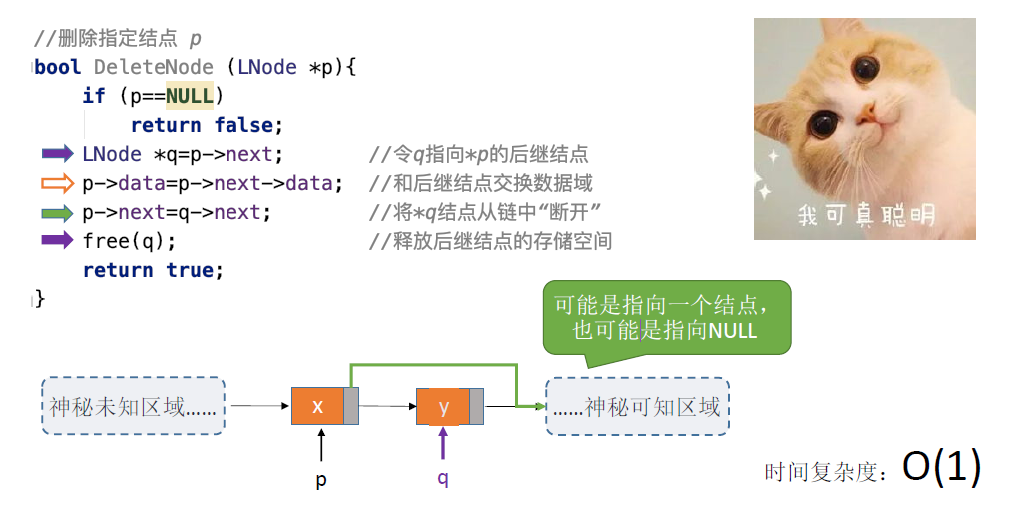 //删除指定结点 p
bool DeleteNode (LNode *p){
if (p==NULL)
return false;
LNode *q=p->next; //令q指向*p的后继结点
p->data=p->next->data; //和后继结点交换数据域
p->next=q->next; //将*q结点从链中“断开”
free(q); //释放后继结点的存储空间
return true;
}
我可真聪明
可能是指向一个结点，
也可能是指向NULL
神秘未知区域…… x y ……神秘可知区域
p q
时间复杂度：O(1)